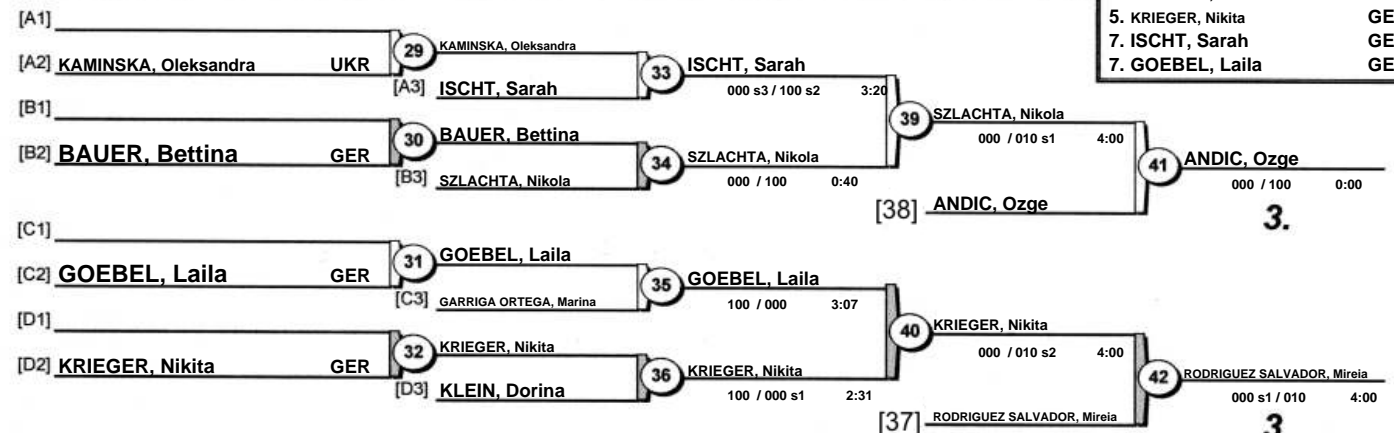 [A1]
[A2] KAMINSKA, Oleksandra UKR
29
KAMINSKA, Oleksandra
[A3] ISCHT, Sarah
33
ISCHT, Sarah
000 s3 / 100 s2 3:20
[B1]
[B2] BAUER, Bettina GER
30
BAUER, Bettina
[B3] SZLACHTA, Nikola
34
SZLACHTA, Nikola
000 / 100 0:40
39
SZLACHTA, Nikola
000 / 010 s1 4:00
[38] ANDIC, Ozge
41
ANDIC, Ozge
000 / 100 0:00
3.
[C1]
[C2] GOEBEL, Laila GER
31
GOEBEL, Laila
[C3] GARRIGA ORTEGA, Marina
35
GOEBEL, Laila
100 / 000 3:07
[D1]
[D2] KRIEGER, Nikita GER
32
KRIEGER, Nikita
[D3] KLEIN, Dorina
36
KRIEGER, Nikita
100 / 000 s1 2:31
40
KRIEGER, Nikita
000 / 010 s2 4:00
[37] RODRIGUEZ SALVADOR, Mireia
42
RODRIGUEZ SALVADOR, Mireia
000 s1 / 010 4:00
3
5. KRIEGER, Nikita GE
7. ISCHT, Sarah GE
7. GOEBEL, Laila GE